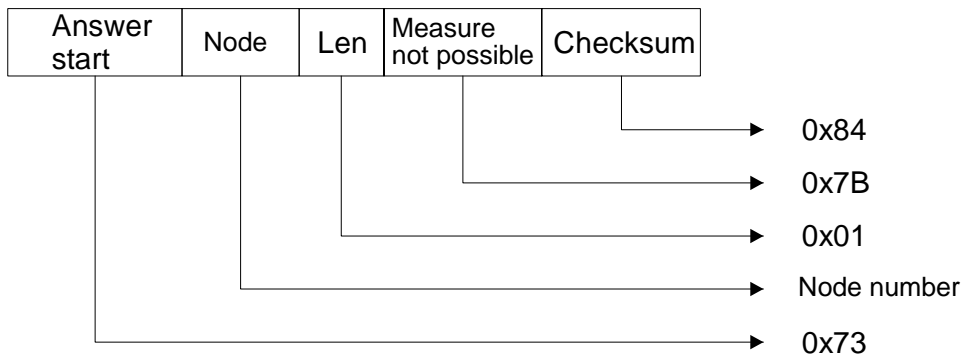 Answer
start
Node
Len
Measure
not possible
Checksum
0x84
0x7B
0x01
Node number
0x73